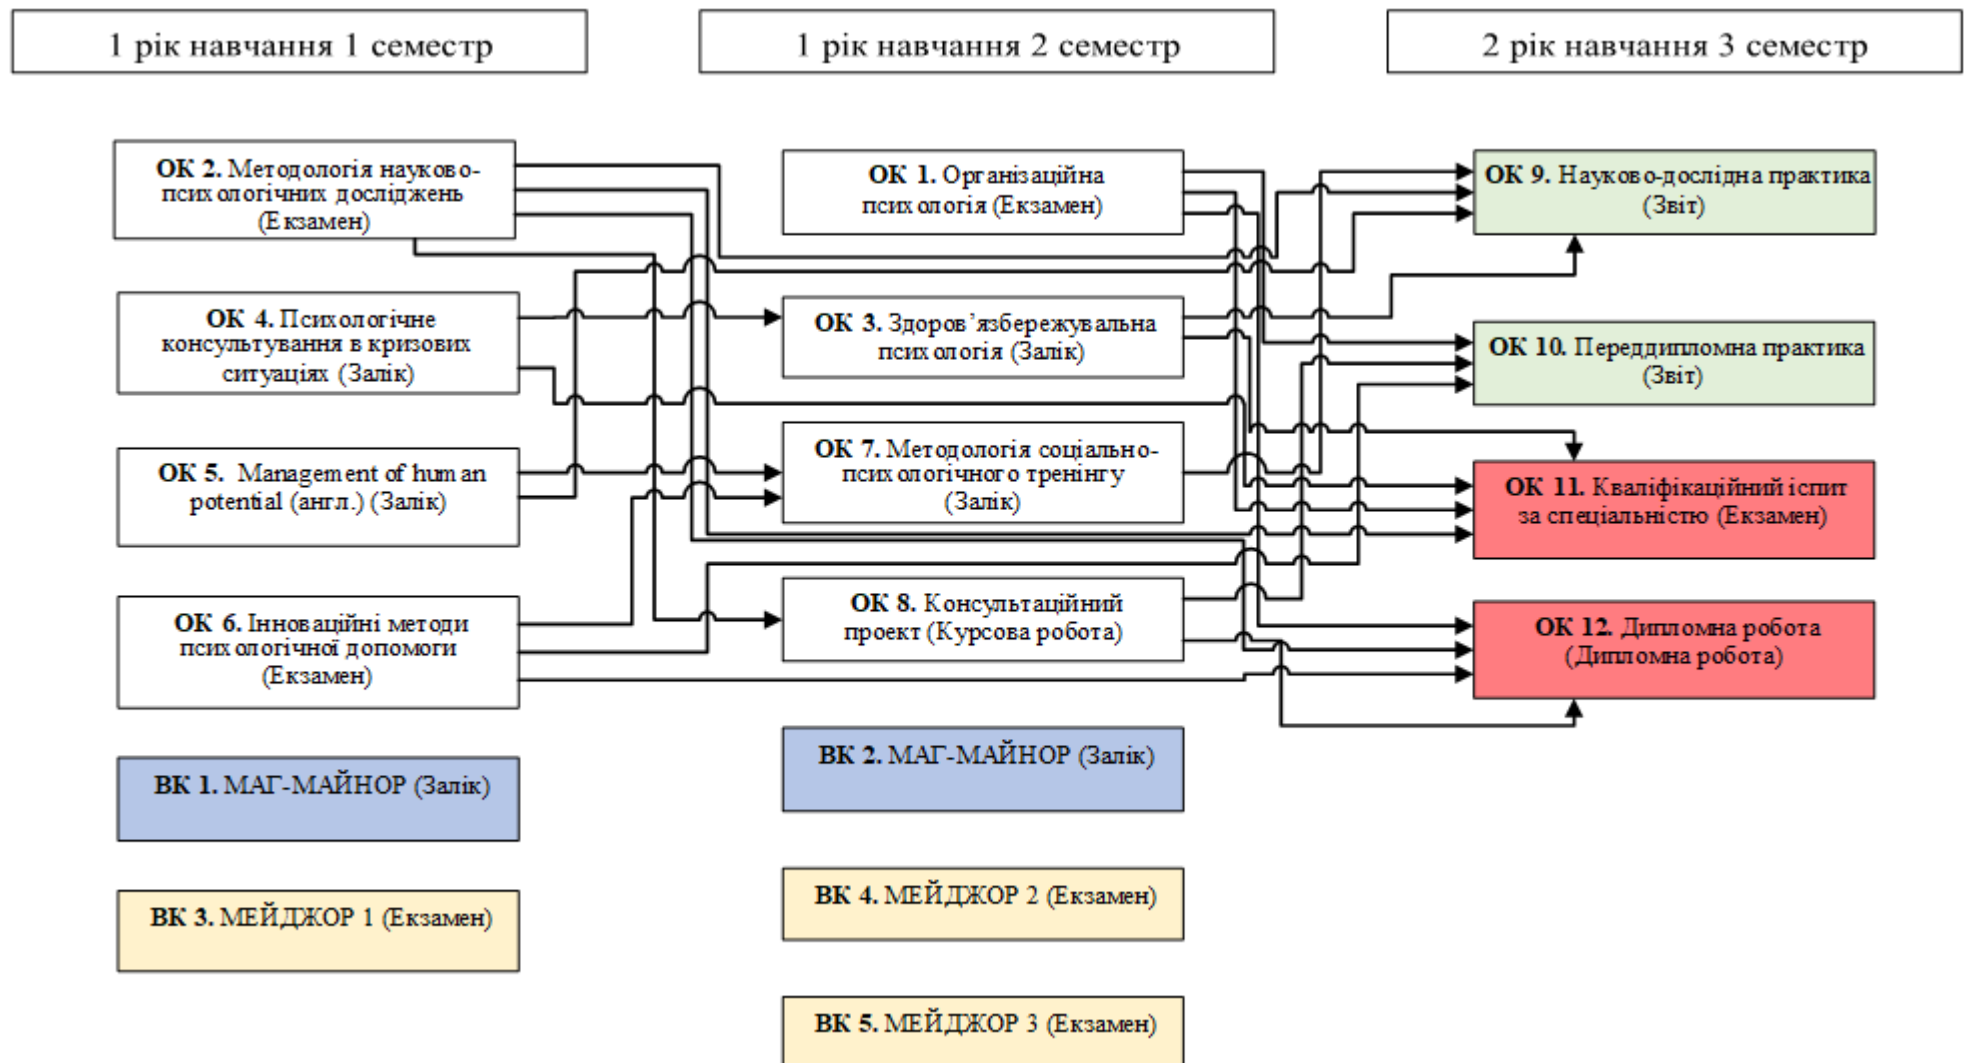 1 рік навчання 1 семестр
1 рік навчання 2 семестр
2 рік навчання 3 семестр
ОК 2. Методологія науково-
психологічних досліджень
(Екзамен)
ОК 4. Психологічне
консультування в кризових
ситуаціях (Залік)
ОК 5. Management of human
potential (англ.) (Залік)
ОК 6. Інноваційні методи
психологічної допомоги
(Екзамен)
ВК 1. МАГ-МАЙНОР (Залік)
ВК 3. МЕЙДЖОР 1 (Екзамен)
ОК 1. Організаційна
психологія (Екзамен)
ОК 3. Здоров’язбережувальна
психологія (Залік)
ОК 7. Методологія соціально-
психологічного тренінгу
(Залік)
ОК 8. Консультаційний
проект (Курсова робота)
ВК 2. МАГ-МАЙНОР (Залік)
ВК 4. МЕЙДЖОР 2 (Екзамен)
ВК 5. МЕЙДЖОР 3 (Екзамен)
ОК 9. Науково-дослідна практика
(Звіт)
ОК 10. Переддипломна практика
(Звіт)
ОК 11. Кваліфікаційний іспит
за спеціальністю (Екзамен)
ОК 12. Дипломна робота
(Дипломна робота)